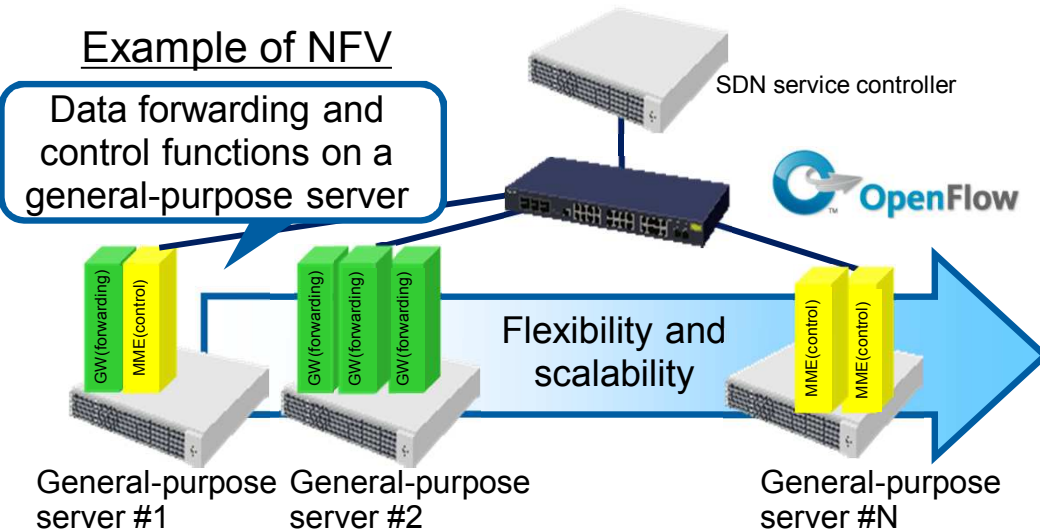 Example of NFV
Data forwarding and
control functions on a
general-purpose server
SDN service controller
OpenFlow
TM
GW(forwarding)
MME(control)
GW(forwarding)
GW(forwarding)
GW(forwarding)
Flexibility and
scalability
MME(control)
MME(control)
General-purpose
server #1
General-purpose
server #2
General-purpose
server #N